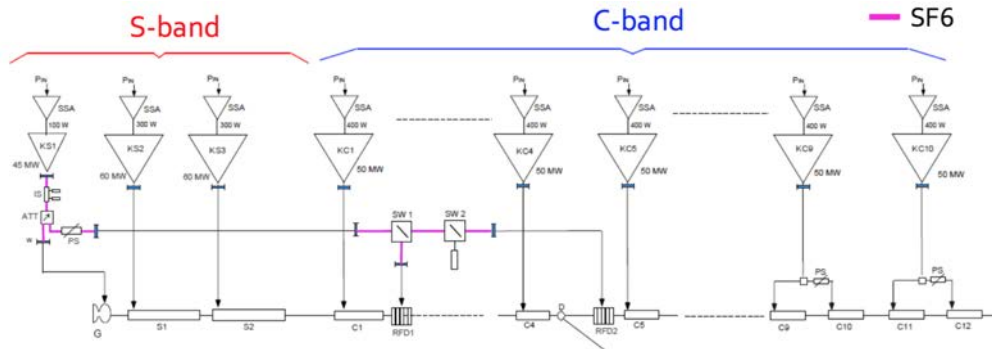 S-band
C-band
SF6
PIN PIN PIN PIN PIN PIN PIN PIN
SSA SSA SSA SSA SSA SSA SSA SSA
100 W 300 W 300 W 400 W 400 W 400 W 400 W 400 W
KS1 KS2 KS3 KC1 KC4 KC5 KC9 KC10
45 MW 60 MW 60 MW 50 MW 50 MW 50 MW 50 MW 50 MW
IS
ATT
W
PS
SW 1
SW 2
PS
PS
G
S1
S2
C1
RFD1
C4
D
RFD2
C5
C9
C10
C11
C12